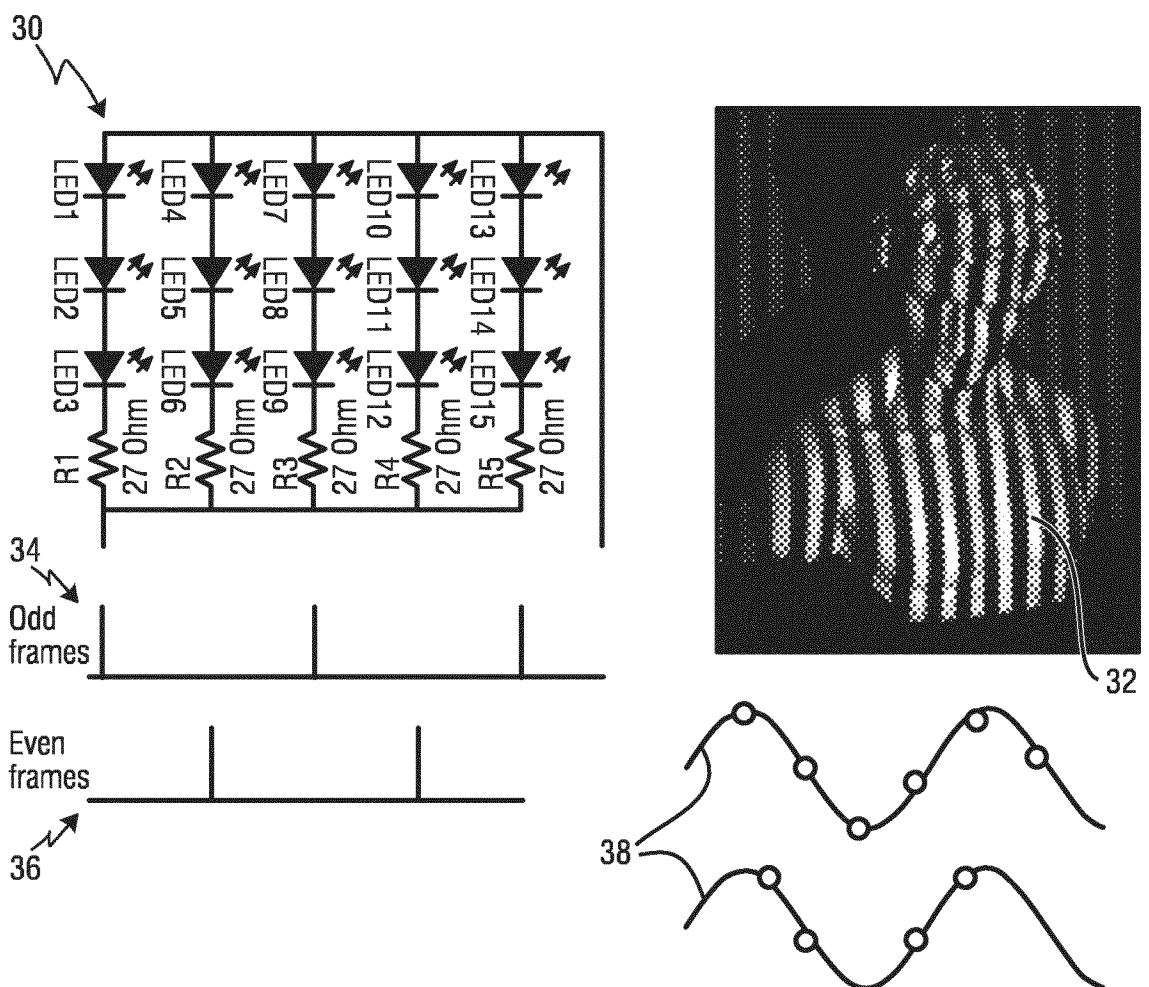 30
LED1
LED4
LED7
LED10
LED13
LED2
LED5
LED8
LED11
LED14
LED3
LED6
LED9
LED12
LED15
R1
27 Ohm
R2
27 Ohm
R3
27 Ohm
R4
27 Ohm
R5
27 Ohm
34
Odd
frames
32
Even
frames
36
38